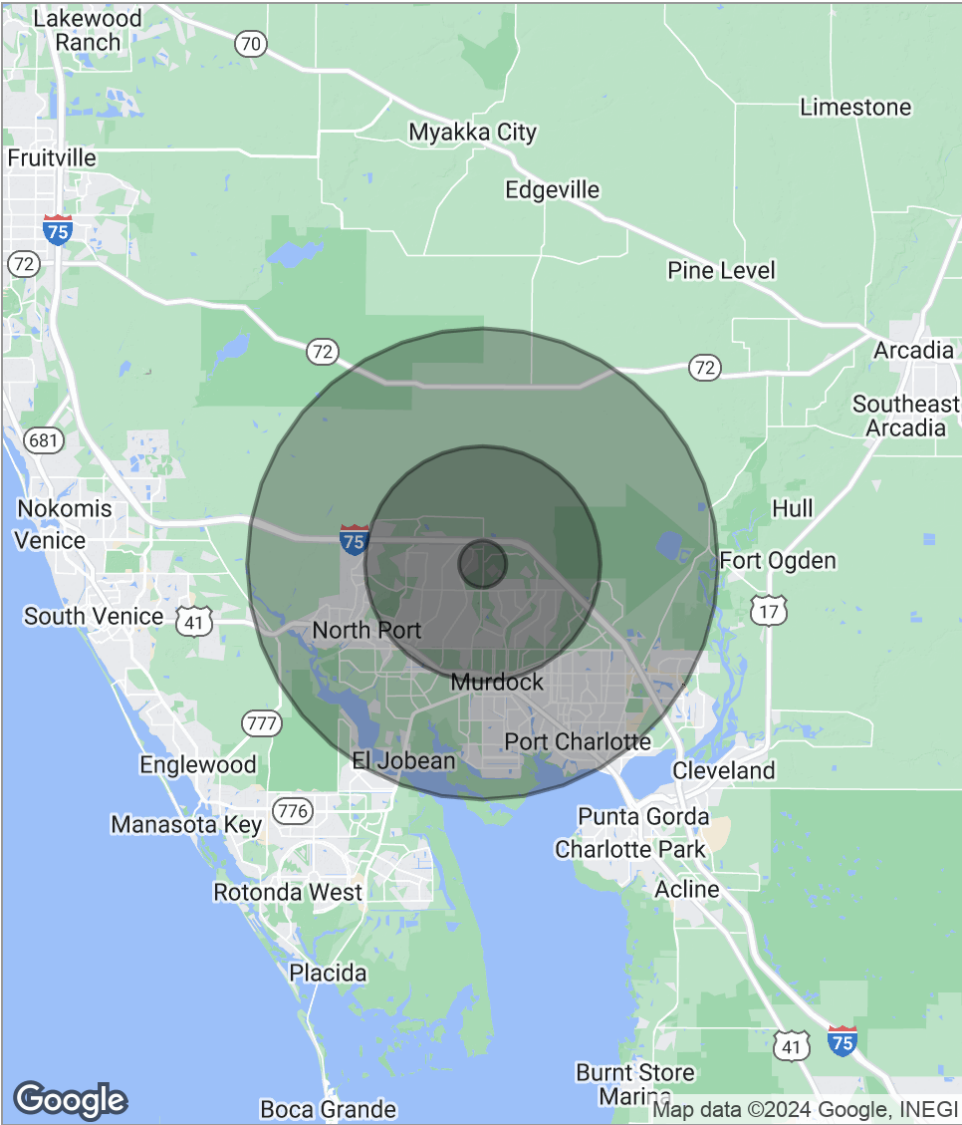 Lakewood
Ranch
70
Limestone
Myakka City
Fruitville
Edgeville
75
72
Pine Level
72
72
Arcadia
Southeast
Arcadia
681
Nokomis
Hull
Venice
75
Fort Ogden
South Venice
41
17
North Port
Murdock
777
Port Charlotte
El Jobean
Englewood
Cleveland
776
Manasota Key
Punta Gorda
Charlotte Park
Rotonda West
Acline
Placida
41
75
Burnt Store
Marina
Google
Boca Grande
Map data ©2024 Google, INEGI